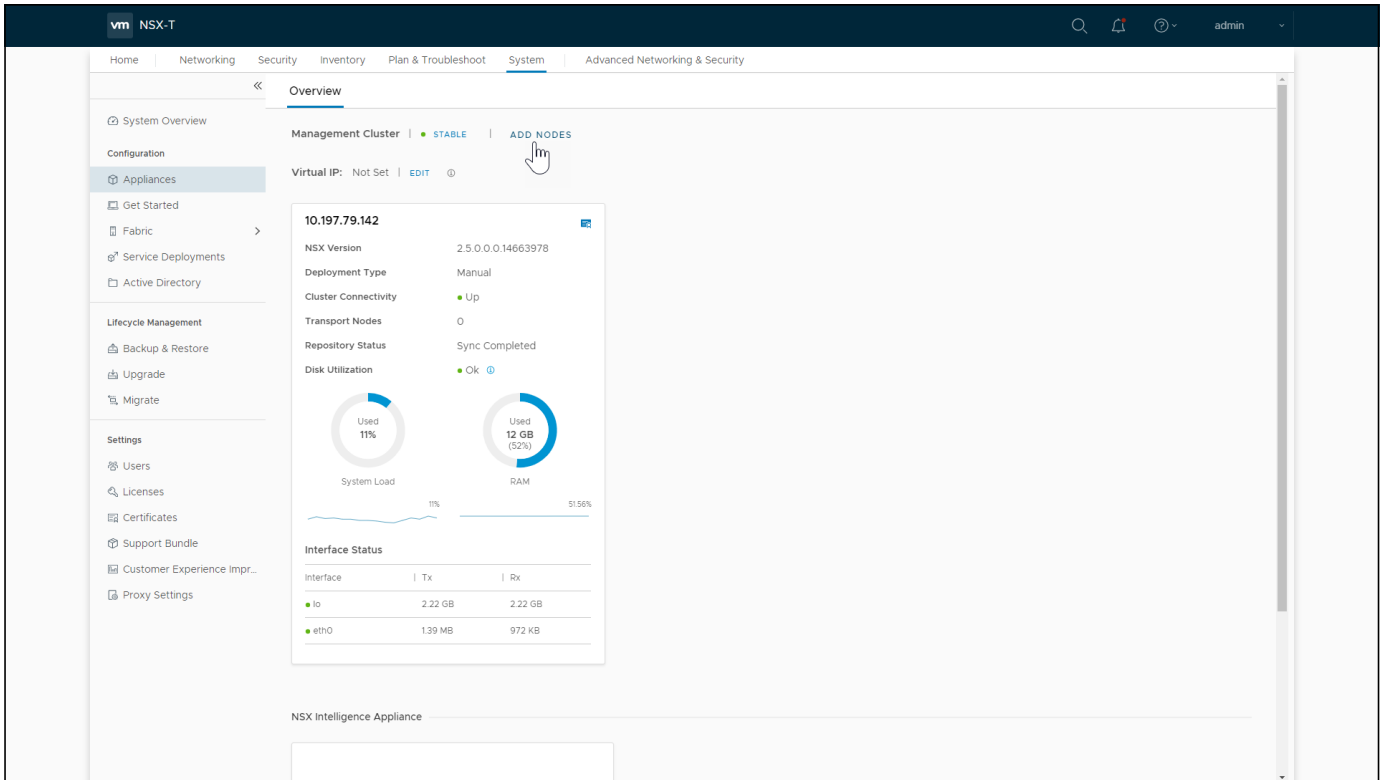 vm NSX-T admin
Home Networking Security Inventory Plan & Troubleshoot System Advanced Networking & Security
Overview
System Overview
Configuration
Appliances
Get Started
Fabric
Service Deployments
Active Directory
Lifecycle Management
Backup & Restore
Upgrade
Migrate
Settings
Users
Licenses
Certificates
Support Bundle
Customer Experience Impr...
Proxy Settings
Management Cluster | STABLE | ADD NODES
Virtual IP: Not Set | EDIT
10.197.79.142
NSX Version 2.5.0.0.0.14663978
Deployment Type Manual
Cluster Connectivity Up
Transport Nodes 0
Repository Status Sync Completed
Disk Utilization Ok
Used
11%
System Load
Used
12 GB
(52%)
RAM
11%
51.56%
Interface Status
Interface | Tx | Rx
lo 2.22 GB 2.22 GB
eth0 1.39 MB 972 KB
NSX Intelligence Appliance